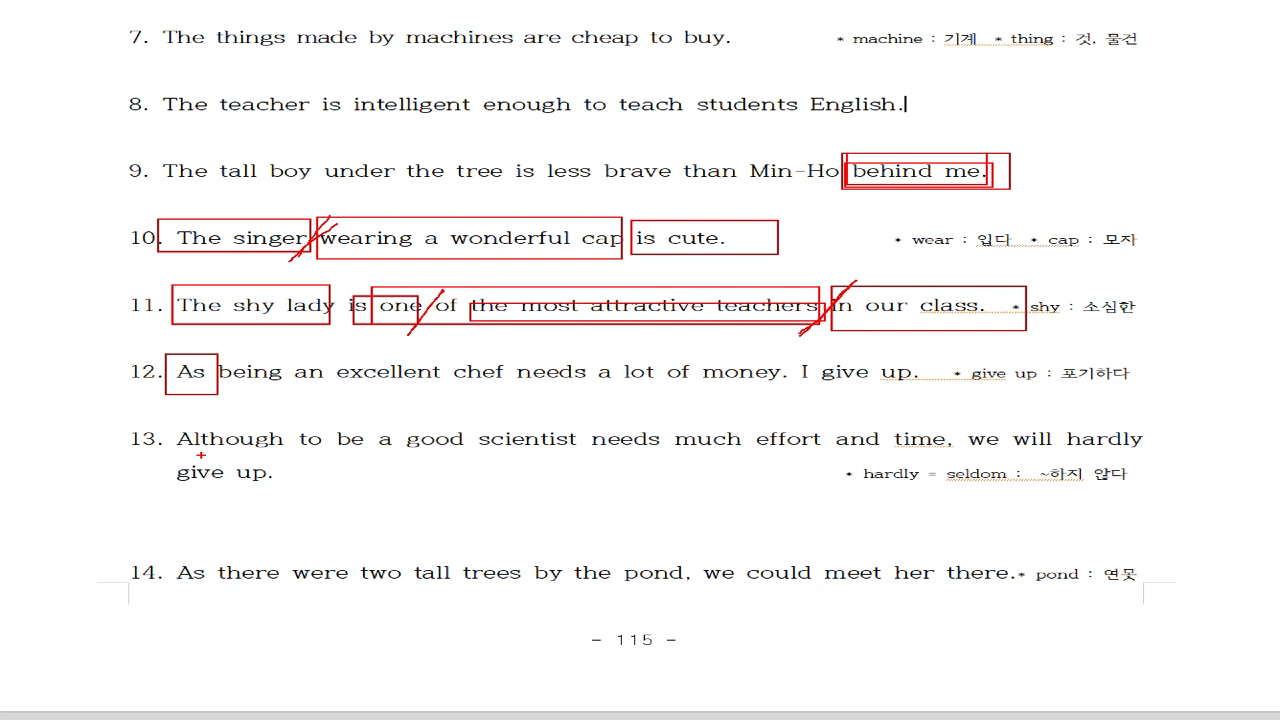 7. The things made by machines are cheap to buy. * machine : 기계 * thing : 것, 물건
8. The teacher is intelligent enough to teach students English.
9. The tall boy under the tree is less brave than Min-Ho behind me.
10. The singer wearing a wonderful cap is cute. * wear : 입다 * cap : 모자
11. The shy lady is one of the most attractive teachers in our class. * shy : 소심한
12. As being an excellent chef needs a lot of money. I give up. * give up : 포기하다
13. Although to be a good scientist needs much effort and time, we will hardly
give up. * hardly = seldom : ~하지 않다
14. As there were two tall trees by the pond, we could meet her there.* pond : 연못
- 115 -